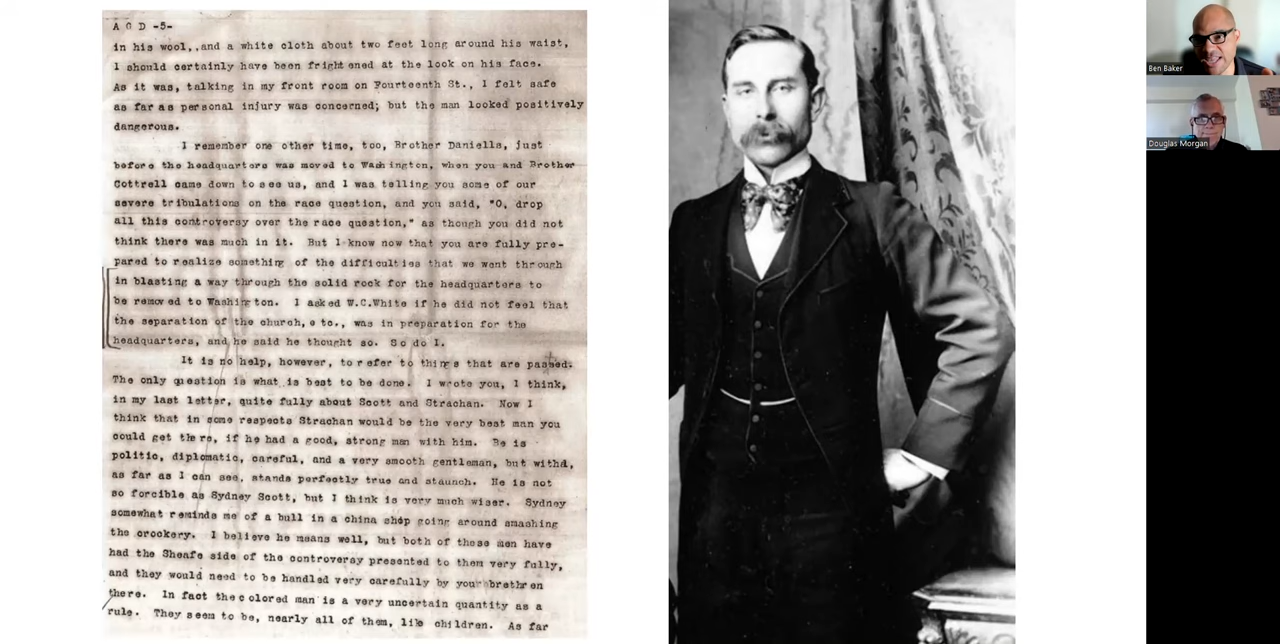 A G D -5-
in his wool,,and a white cloth about two feet long around his waist,
I should certainly have been frightened at the look on his face.
As it was, talking in my front room on Fourteenth St., I felt safe
as far as personal injury was concerned; but the man looked positively
dangerous.
I remember one other time, too, Brother Daniells, just
before the headquarters was moved to Washington, when you and Brother
Cottrell came down to see us, and I was telling you some of our
severe tribulations on the race question, and you said, "O, drop
all this controversy over the race question," as though you did not
think there was much in it. But I know now that you are fully pre-
pared to realize something of the difficulties that we went through
in blasting a way through the solid rock for the headquarters to
be removed to Washington. I asked W.C.White if he did not feel that
the separation of the church, etc., was in preparation for the
headquarters, and he said he thought so. So do I.
It is no help, however, to refer to things that are passed.
The only question is what is best to be done. I wrote you, I think,
in my last letter, quite fully about Scott and Strachan. Now I
think that in some respects Strachan would be the very best man you
could get there, if he had a good, strong man with him. He is
politic, diplomatic, careful, and a very smooth gentleman, but withal,
as far as I can see, stands perfectly true and staunch. He is not
so forcible as Sydney Scott, but I think is very much wiser. Sydney
somewhat reminds me of a bull in a china shop going around smashing
the crockery. I believe he means well, but both of these men have
had the Sheafe side of the controversy presented to them very fully,
and they would need to be handled very carefully by your brethren
there. In fact the colored man is a very uncertain quantity as a
rule. They seem to be, nearly all of them, like children. As far
Ben Baker
Douglas Morgan